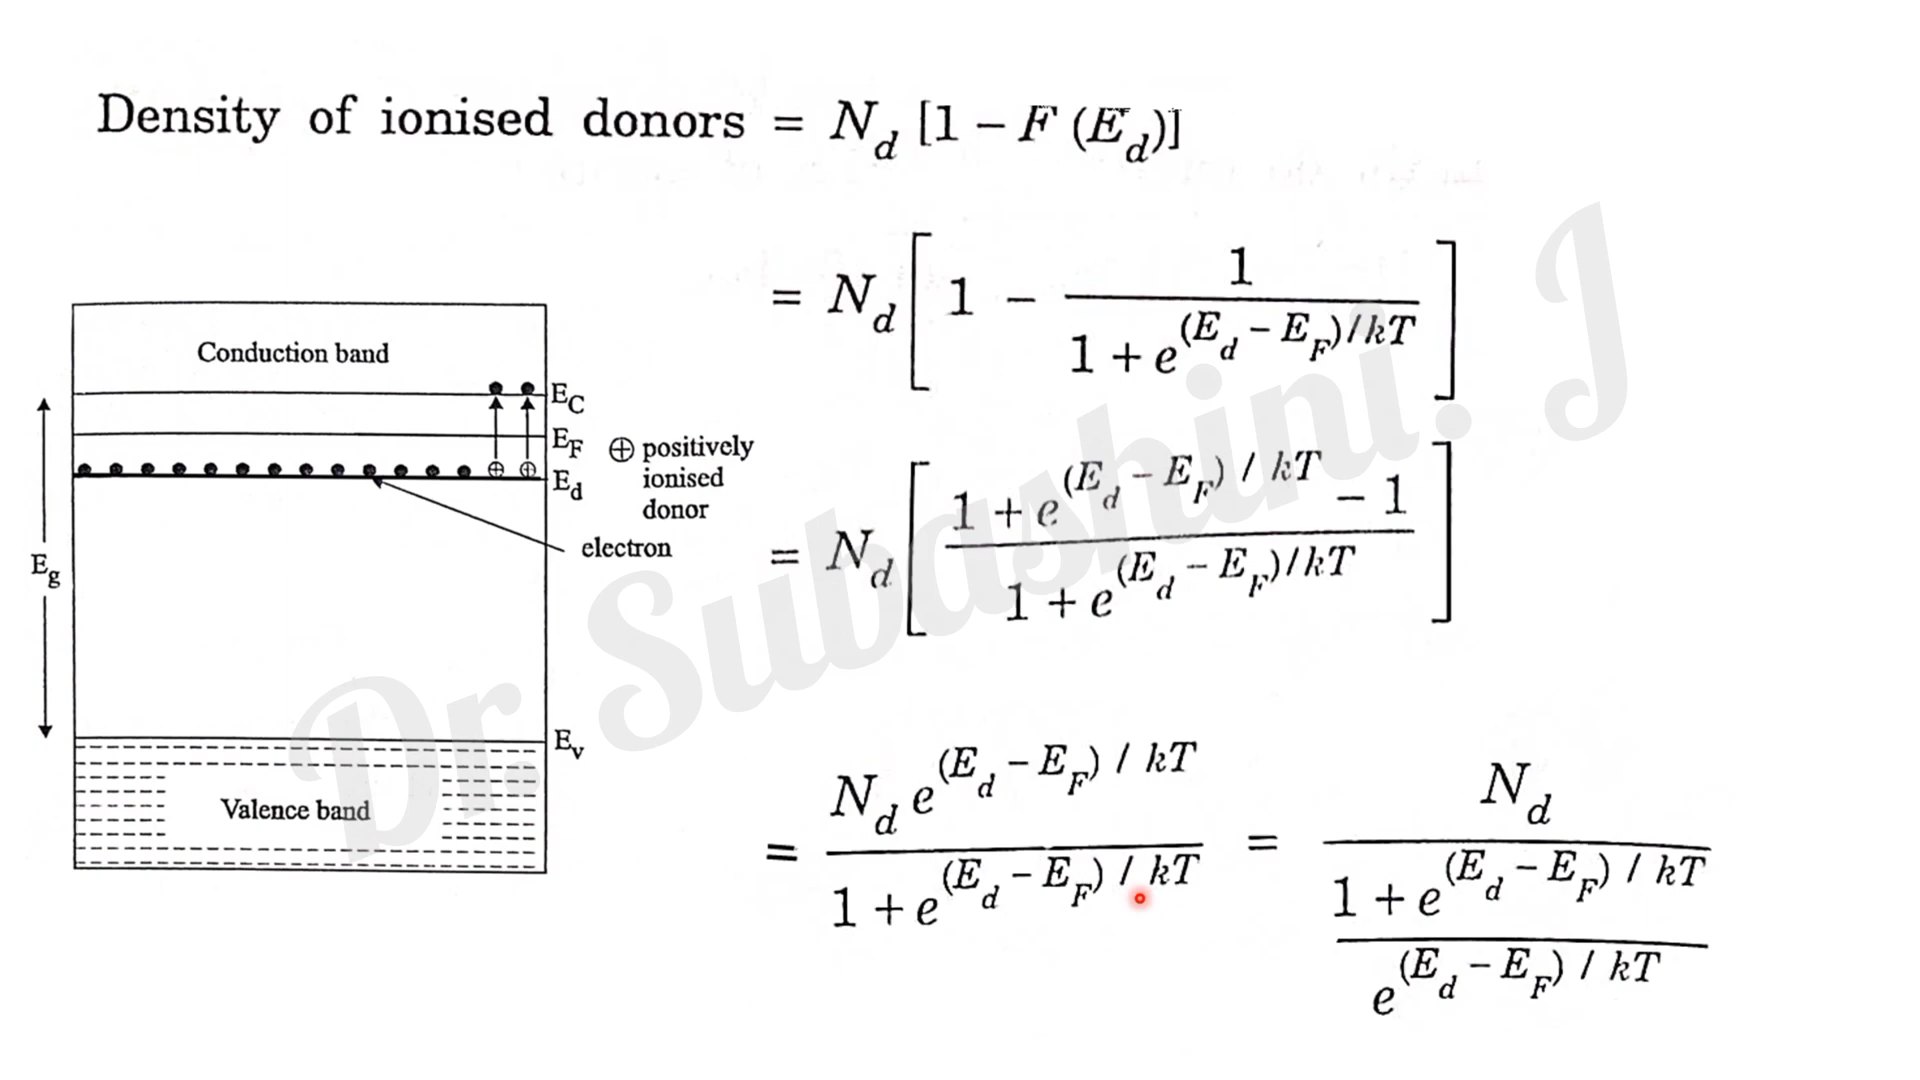 Density of ionised donors = N_d [1 − F (E_d)]
= N_d [ 1 − 1 / (1 + e^{(E_d − E_F)/kT}) ]
= N_d [ (1 + e^{(E_d − E_F) / kT} − 1) / (1 + e^{(E_d − E_F)/kT}) ]
= N_d e^{(E_d − E_F) / kT} / (1 + e^{(E_d − E_F) / kT}) = N_d / ((1 + e^{(E_d − E_F) / kT}) / e^{(E_d − E_F) / kT})
Conduction band
E_C
E_F
E_d
⊕ positively
ionised
donor
electron
E_g
E_v
Valence band
Dr. Subashini. J